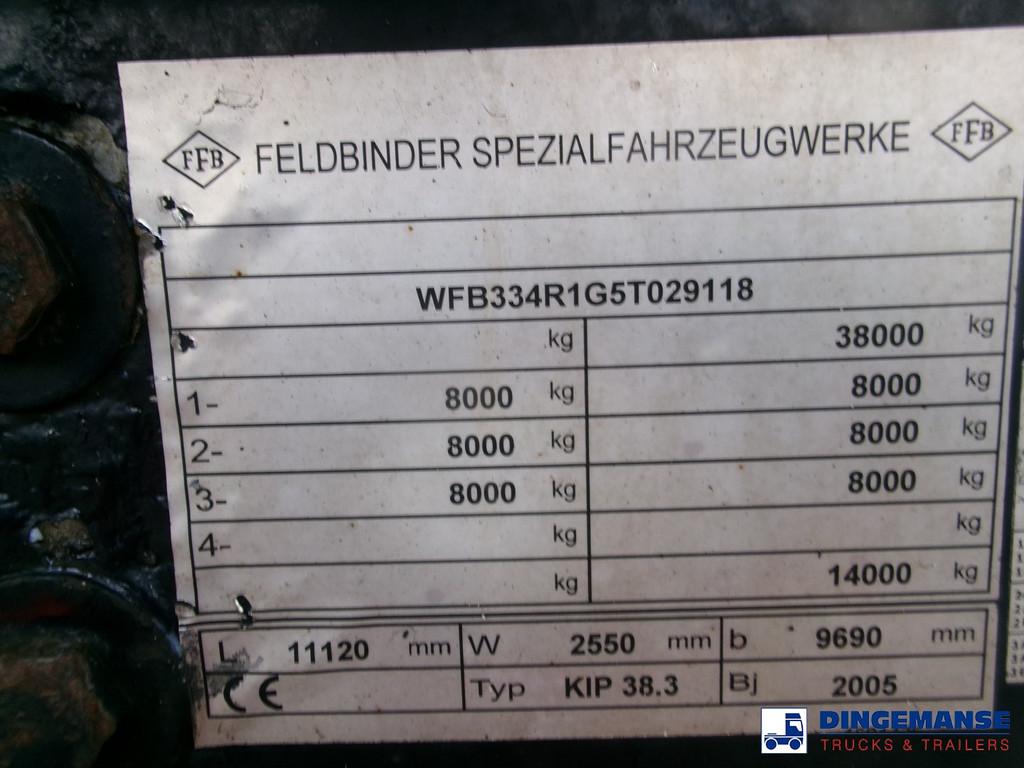 FFB FELDBINDER SPEZIALFAHRZEUGWERKE FFB
WFB334R1G5T029118
kg 38000 kg
1- 8000 kg 8000 kg
2- 8000 kg 8000 kg
3- 8000 kg 8000 kg
4- kg kg
kg 14000 kg
L 11120 mm W 2550 mm b 9690 mm
CE Typ KIP 38.3 Bj 2005
DINGEMANSE
TRUCKS & TRAILERS